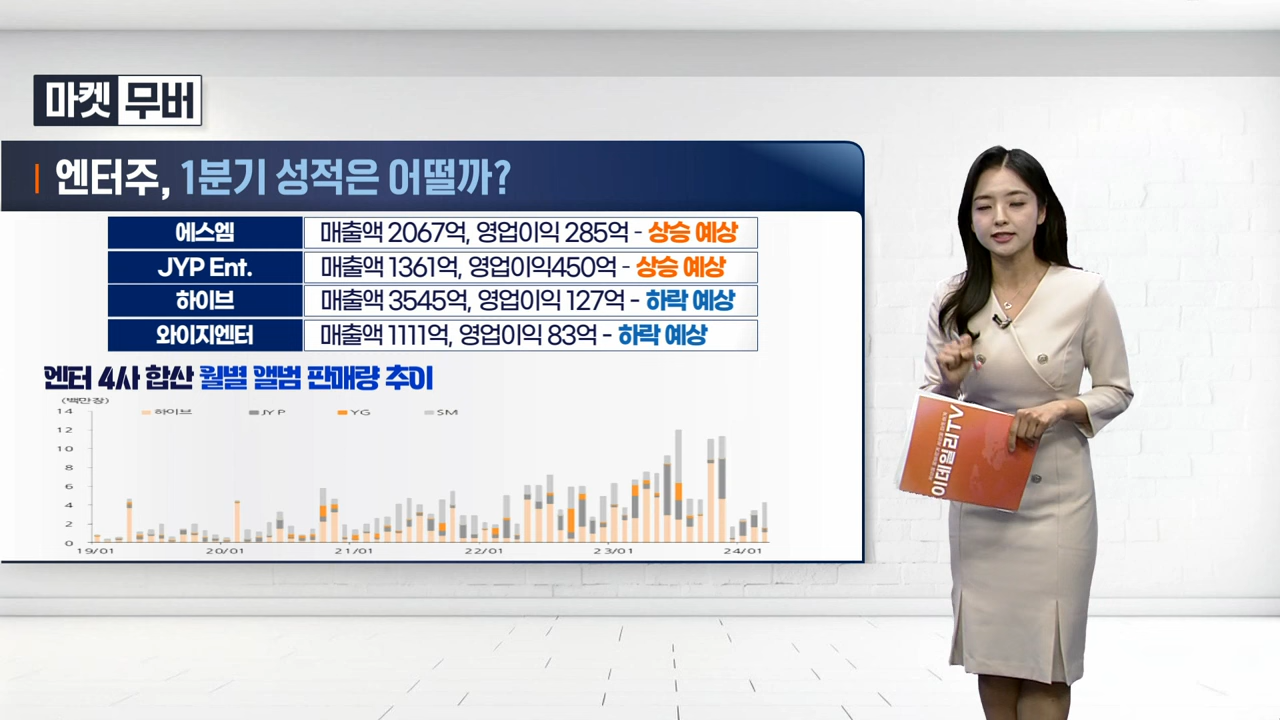 마켓 무버
엔터주, 1분기 성적은 어떨까?
에스엠 매출액 2067억, 영업이익 285억 - 상승 예상
JYP Ent. 매출액 1361억, 영업이익450억 - 상승 예상
하이브 매출액 3545억, 영업이익 127억 - 하락 예상
와이지엔터 매출액 1111억, 영업이익 83억 - 하락 예상
엔터 4사 합산 월별 앨범 판매량 추이
(백만장)
하이브 JYP YG SM
14
12
10
8
6
4
2
0
19/01 20/01 21/01 22/01 23/01 24/01
이데일리TV